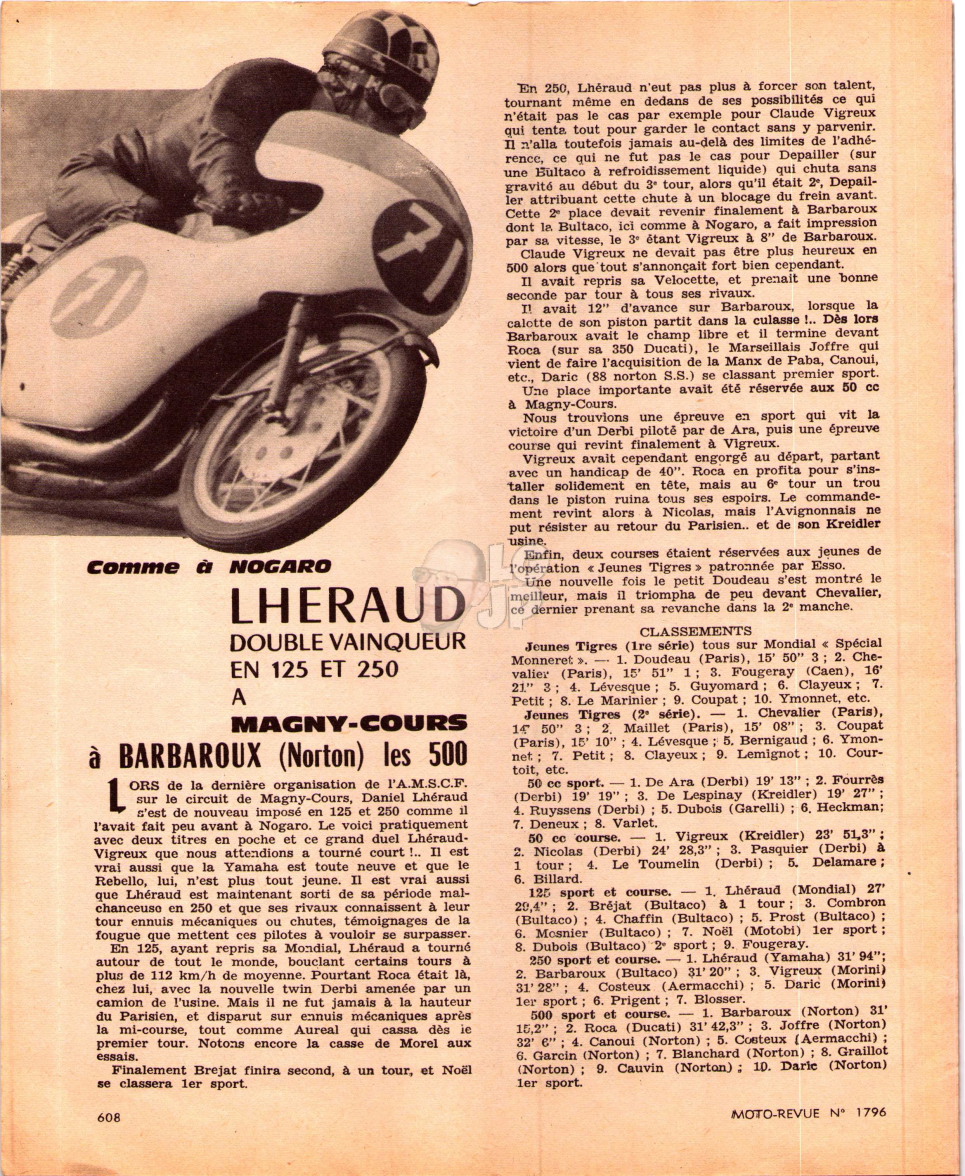 71
71
Comme à NOGARO
LHERAUD
DOUBLE VAINQUEUR
EN 125 ET 250
A
MAGNY-COURS
à BARBAROUX (Norton) les 500
LORS de la dernière organisation de l'A.M.S.C.F.
sur le circuit de Magny-Cours, Daniel Lhéraud
s'est de nouveau imposé en 125 et 250 comme il
l'avait fait peu avant à Nogaro. Le voici pratiquement
avec deux titres en poche et ce grand duel Lhéraud-
Vigreux que nous attendions a tourné court !.. Il est
vrai aussi que la Yamaha est toute neuve et que le
Rebello, lui, n'est plus tout jeune. Il est vrai aussi
que Lhéraud est maintenant sorti de sa période mal-
chanceuse en 250 et que ses rivaux connaissent à leur
tour ennuis mécaniques ou chutes, témoignages de la
fougue que mettent ces pilotes à vouloir se surpasser.
En 125, ayant repris sa Mondial, Lhéraud a tourné
autour de tout le monde, bouclant certains tours à
plus de 112 km/h de moyenne. Pourtant Roca était là,
chez lui, avec la nouvelle twin Derbi amenée par un
camion de l'usine. Mais il ne fut jamais à la hauteur
du Parisien, et disparut sur ennuis mécaniques après
la mi-course, tout comme Aureal qui cassa dès le
premier tour. Notons encore la casse de Morel aux
essais.
Finalement Brejat finira second, à un tour, et Noël
se classera 1er sport.
608
En 250, Lhéraud n'eut pas plus à forcer son talent,
tournant même en dedans de ses possibilités ce qui
n'était pas le cas par exemple pour Claude Vigreux
qui tenta tout pour garder le contact sans y parvenir.
Il n'alla toutefois jamais au-delà des limites de l'adhé-
rence, ce qui ne fut pas le cas pour Depailler (sur
une Bultaco à refroidissement liquide) qui chuta sans
gravité au début du 3e tour, alors qu'il était 2e, Depail-
ler attribuant cette chute à un blocage du frein avant.
Cette 2e place devait revenir finalement à Barbaroux
dont la Bultaco, ici comme à Nogaro, a fait impression
par sa vitesse, le 3e étant Vigreux à 8" de Barbaroux.
Claude Vigreux ne devait pas être plus heureux en
500 alors que tout s'annonçait fort bien cependant.
Il avait repris sa Velocette, et prenait une bonne
seconde par tour à tous ses rivaux.
Il avait 12" d'avance sur Barbaroux, lorsque la
calotte de son piston partit dans la culasse !.. Dès lors
Barbaroux avait le champ libre et il termine devant
Roca (sur sa 350 Ducati), le Marseillais Joffre qui
vient de faire l'acquisition de la Manx de Paba, Canoui,
etc., Daric (88 norton S.S.) se classant premier sport.
Une place importante avait été réservée aux 50 cc
à Magny-Cours.
Nous trouvions une épreuve en sport qui vit la
victoire d'un Derbi piloté par de Ara, puis une épreuve
course qui revint finalement à Vigreux.
Vigreux avait cependant engorgé au départ, partant
avec un handicap de 40". Roca en profita pour s'ins-
taller solidement en tête, mais au 6e tour un trou
dans le piston ruina tous ses espoirs. Le commande-
ment revint alors à Nicolas, mais l'Avignonnais ne
put résister au retour du Parisien.. et de son Kreidler
usine.
Enfin, deux courses étaient réservées aux jeunes de
l'opération « Jeunes Tigres » patronnée par Esso.
Une nouvelle fois le petit Doudeau s'est montré le
meilleur, mais il triompha de peu devant Chevalier,
ce dernier prenant sa revanche dans la 2e manche.
CLASSEMENTS
Jeunes Tigres (1re série) tous sur Mondial « Spécial
Monneret ». — 1. Doudeau (Paris), 15' 50" 3 ; 2. Che-
valier (Paris), 15' 51" 1 ; 3. Fougeray (Caen), 16'
21" 3 ; 4. Lévesque ; 5. Guyomard ; 6. Clayeux ; 7.
Petit ; 8. Le Marinier ; 9. Coupat ; 10. Ymonnet, etc.
Jeunes Tigres (2e série). — 1. Chevalier (Paris),
14' 50" 3 ; 2. Maillet (Paris), 15' 08" ; 3. Coupat
(Paris), 15' 10" ; 4. Lévesque ; 5. Bernigaud ; 6. Ymon-
net ; 7. Petit ; 8. Clayeux ; 9. Lemignot ; 10. Cour-
toit, etc.
50 cc sport. — 1. De Ara (Derbi) 19' 13" ; 2. Fourrès
(Derbi) 19' 19" ; 3. De Lespinay (Kreidler) 19' 27" ;
4. Ruyssens (Derbi) ; 5. Dubois (Garelli) ; 6. Heckman;
7. Deneux ; 8. Varlet.
50 cc course. — 1. Vigreux (Kreidler) 23' 51,3" ;
2. Nicolas (Derbi) 24' 28,3" ; 3. Pasquier (Derbi) à
1 tour ; 4. Le Toumelin (Derbi) ; 5. Delamare ;
6. Billard.
125 sport et course. — 1. Lhéraud (Mondial) 27'
29,4" ; 2. Bréjat (Bultaco) à 1 tour ; 3. Combron
(Bultaco) ; 4. Chaffin (Bultaco) ; 5. Prost (Bultaco) ;
6. Mosnier (Bultaco) ; 7. Noël (Motobi) 1er sport ;
8. Dubois (Bultaco) 2e sport ; 9. Fougeray.
250 sport et course. — 1. Lhéraud (Yamaha) 31' 94";
2. Barbaroux (Bultaco) 31' 20" ; 3. Vigreux (Morini)
31' 28" ; 4. Costeux (Aermacchi) ; 5. Daric (Morini)
1er sport ; 6. Prigent ; 7. Blosser.
500 sport et course. — 1. Barbaroux (Norton) 31'
15,2" ; 2. Roca (Ducati) 31' 42,3" ; 3. Joffre (Norton)
32' 6" ; 4. Canoui (Norton) ; 5. Costeux (Aermacchi) ;
6. Garcin (Norton) ; 7. Blanchard (Norton) ; 8. Graillot
(Norton) ; 9. Cauvin (Norton) ; 10. Daric (Norton)
1er sport.
MOTO-REVUE N° 1796
LC
JP